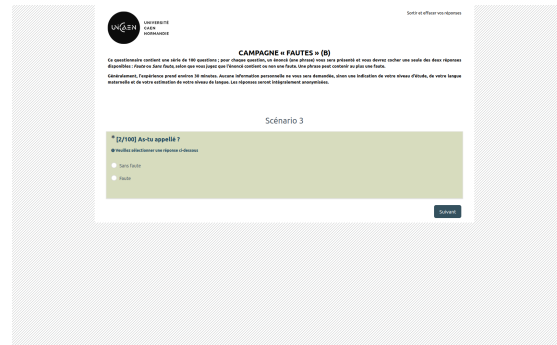 Sortir et effacer vos réponses
UNICAEN
UNIVERSITÉ
CAEN
NORMANDIE
CAMPAGNE « FAUTES » (B)
Ce questionnaire contient une série de 100 questions ; pour chaque question, un énoncé (une phrase) vous sera présenté et vous devrez cocher une seule des deux réponses
disponibles : Faute ou Sans faute, selon que vous jugez que l'énoncé contient ou non une faute. Une phrase peut contenir au plus une faute.
Généralement, l'expérience prend environ 30 minutes. Aucune information personnelle ne vous sera demandée, sinon une indication de votre niveau d'étude, de votre langue
maternelle et de votre estimation de votre niveau de langue. Les réponses seront intégralement anonymisées.
Scénario 3
* [2/100] As-tu appellié ?
Veuillez sélectionner une réponse ci-dessous
Sans faute
Faute
Suivant